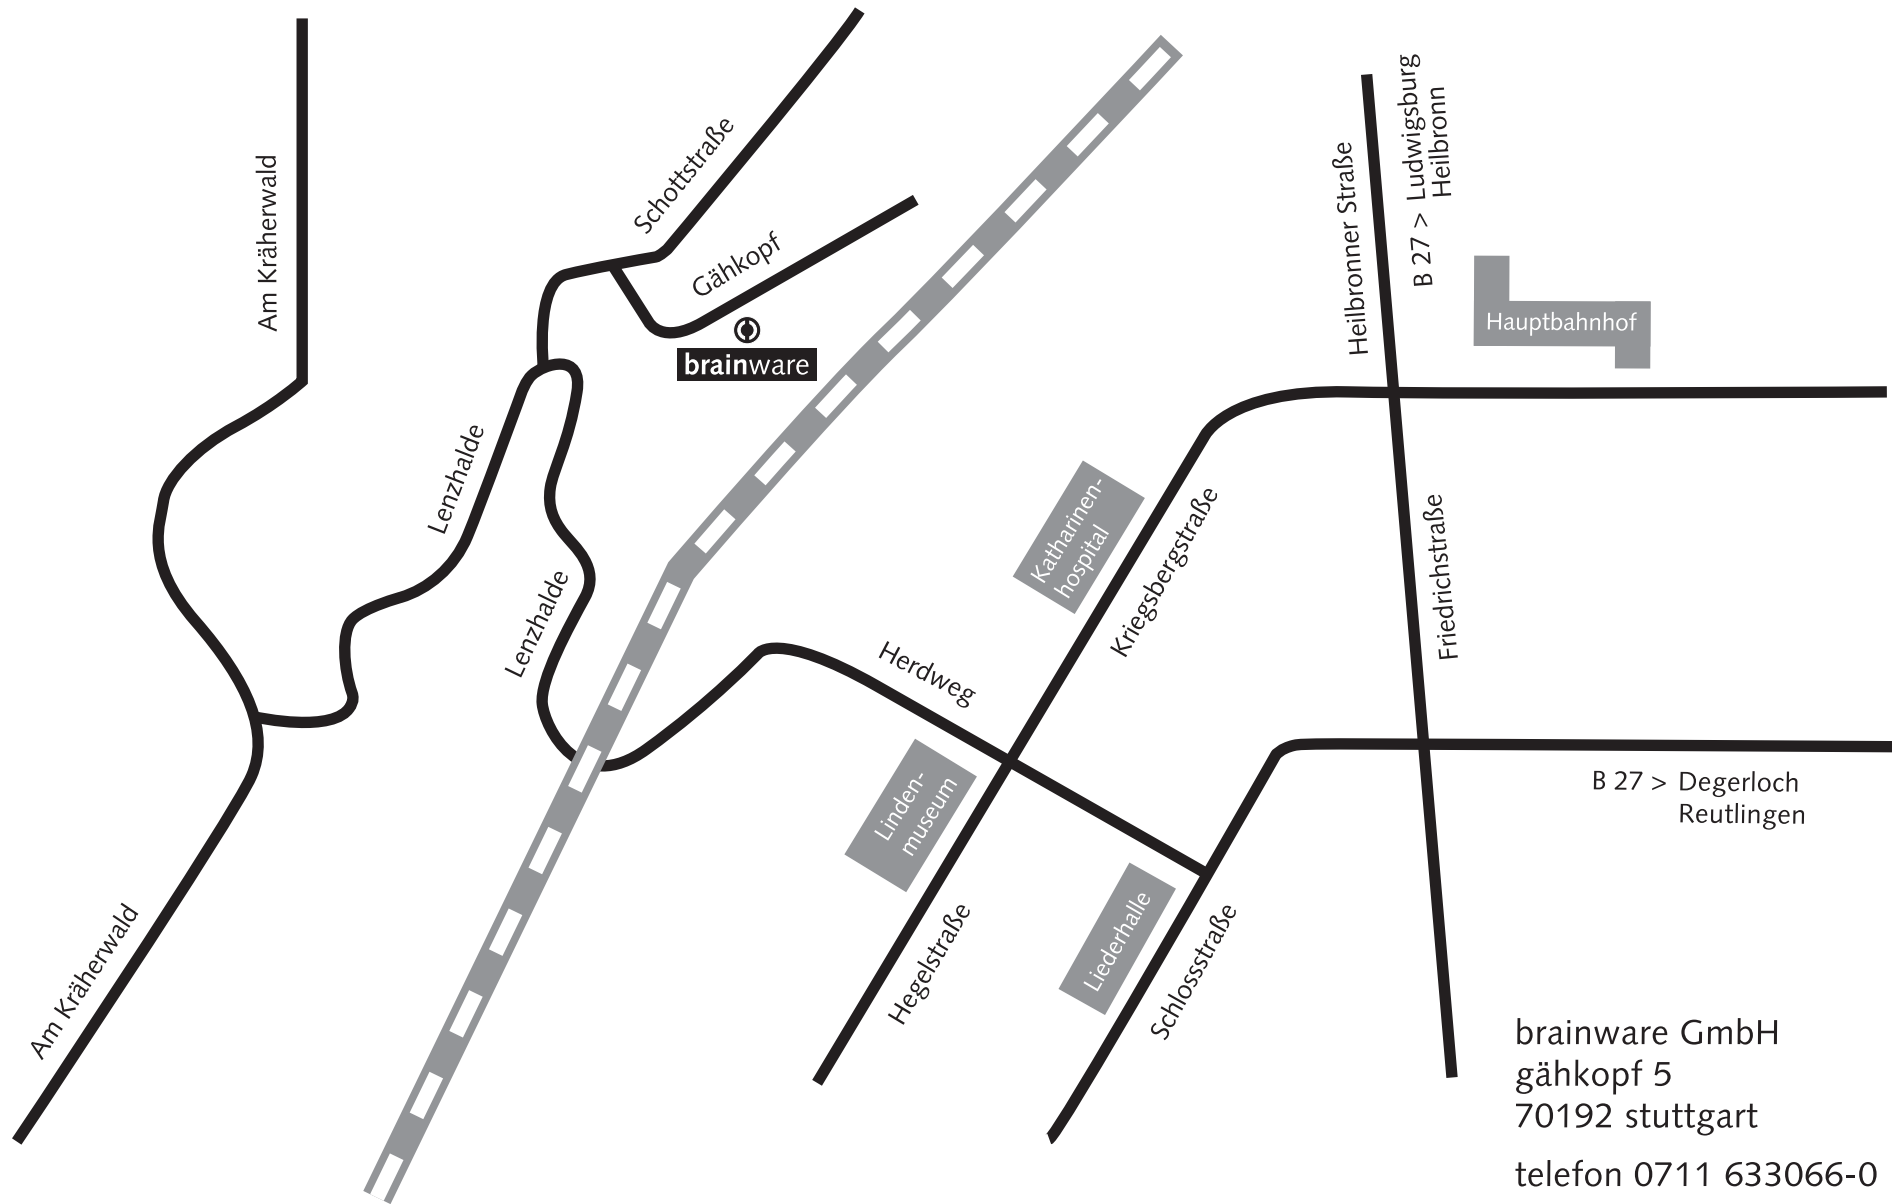 Am Kräherwald
Schottstraße
Gähkopf
brainware
Heilbronner Straße
B 27 > Ludwigsburg
Heilbronn
Hauptbahnhof
Lenzhalde
Lenzhalde
Katharinen-
hospital
Kriegsbergstraße
Friedrichstraße
Herdweg
Linden-
museum
B 27 > Degerloch
Reutlingen
Am Kräherwald
Hegelstraße
Liederhalle
Schlossstraße
brainware GmbH
gähkopf 5
70192 stuttgart
telefon 0711 633066-0